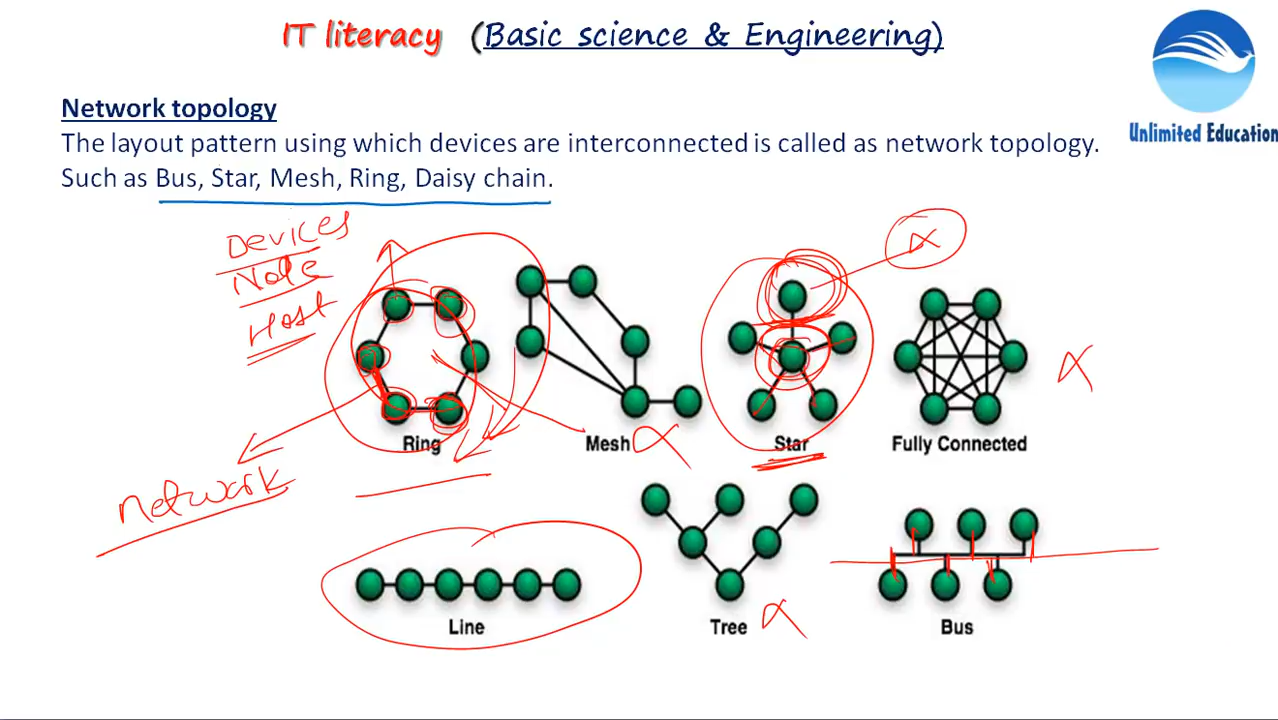 IT literacy (Basic science & Engineering)
Unlimited Education
Network topology
The layout pattern using which devices are interconnected is called as network topology.
Such as Bus, Star, Mesh, Ring, Daisy chain.
Devices
Node
Host
Ring
Mesh
Star
Fully Connected
network
Line
Tree
Bus